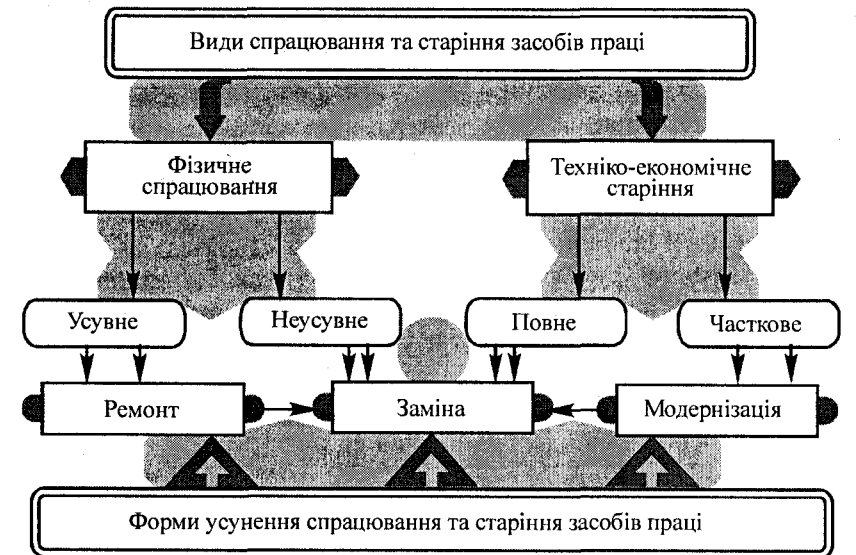 Види спрацювання та старіння засобів праці
Фізичне
спрацювання
Техніко-економічне
старіння
Усувне
Неусувне
Повне
Часткове
Ремонт
Заміна
Модернізація
Форми усунення спрацювання та старіння засобів праці